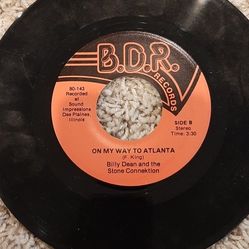 B.D.R.
RECORDS
80-143
Recorded
at
Sound
Impressions
Des Plaines,
Illinois
SIDE B
Stereo
Time: 3:30
ON MY WAY TO ATLANTA
(F. King)
Billy Dean and the
Stone Connektion